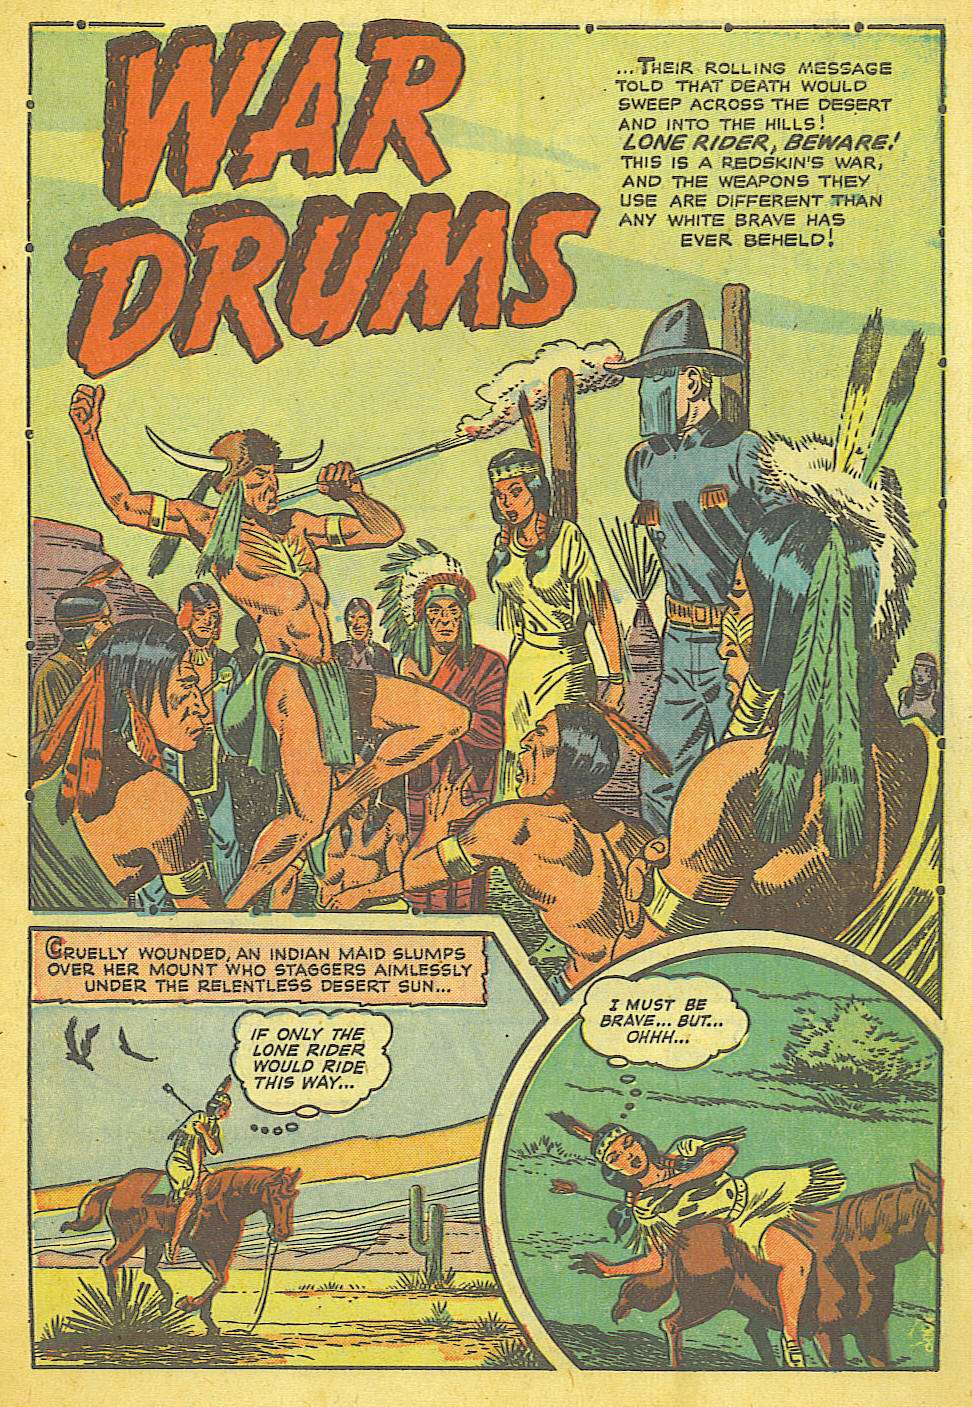 WAR
DRUMS
...THEIR ROLLING MESSAGE
TOLD THAT DEATH WOULD
SWEEP ACROSS THE DESERT
AND INTO THE HILLS!
LONE RIDER, BEWARE!
THIS IS A REDSKIN'S WAR,
AND THE WEAPONS THEY
USE ARE DIFFERENT THAN
ANY WHITE BRAVE HAS
EVER BEHELD!
CRUELLY WOUNDED, AN INDIAN MAID SLUMPS
OVER HER MOUNT WHO STAGGERS AIMLESSLY
UNDER THE RELENTLESS DESERT SUN...
IF ONLY THE
LONE RIDER
WOULD RIDE
THIS WAY...
I MUST BE
BRAVE... BUT...
OHHH...